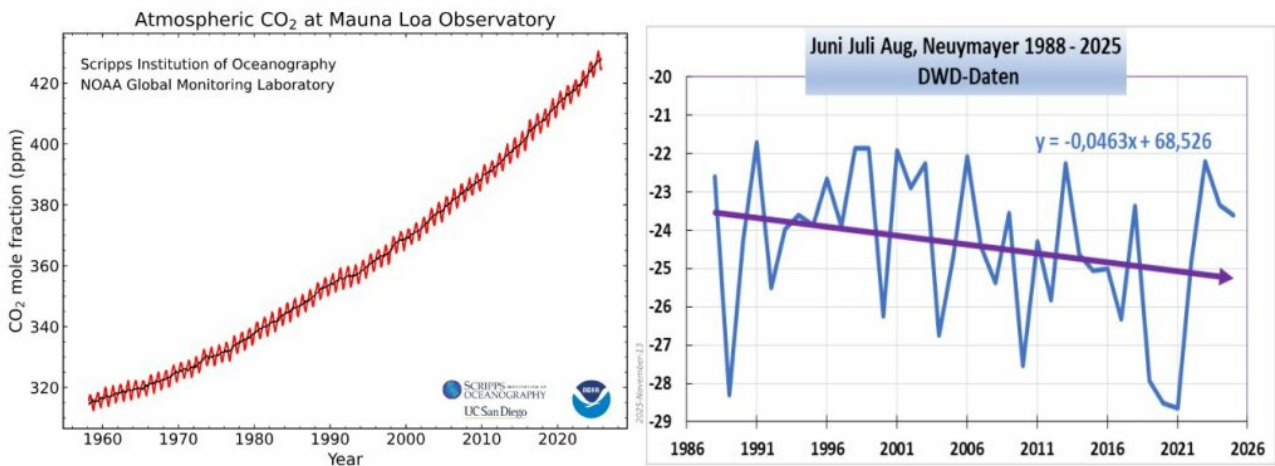 Atmospheric CO₂ at Mauna Loa Observatory
Scripps Institution of Oceanography
NOAA Global Monitoring Laboratory
CO₂ mole fraction (ppm)
420
400
380
360
340
320
1960
1970
1980
1990
2000
2010
2020
Year
SCRIPPS INSTITUTION OF
OCEANOGRAPHY
UC San Diego
NOAA
Juni Juli Aug, Neuymayer 1988 - 2025
DWD-Daten
y = -0,0463x + 68,526
-20
-21
-22
-23
-24
-25
-26
-27
-28
-29
1986
1991
1996
2001
2006
2011
2016
2021
2026
2025-November-13